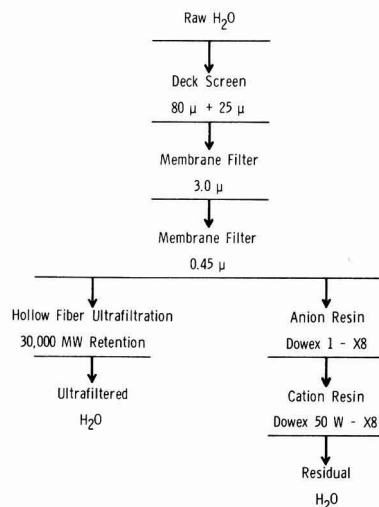 Raw H₂O
Deck Screen
80 μ + 25 μ
Membrane Filter
3.0 μ
Membrane Filter
0.45 μ
Hollow Fiber Ultrafiltration
30,000 MW Retention
Ultrafiltered
H₂O
Anion Resin
Dowex 1 - X8
Cation Resin
Dowex 50 W - X8
Residual
H₂O